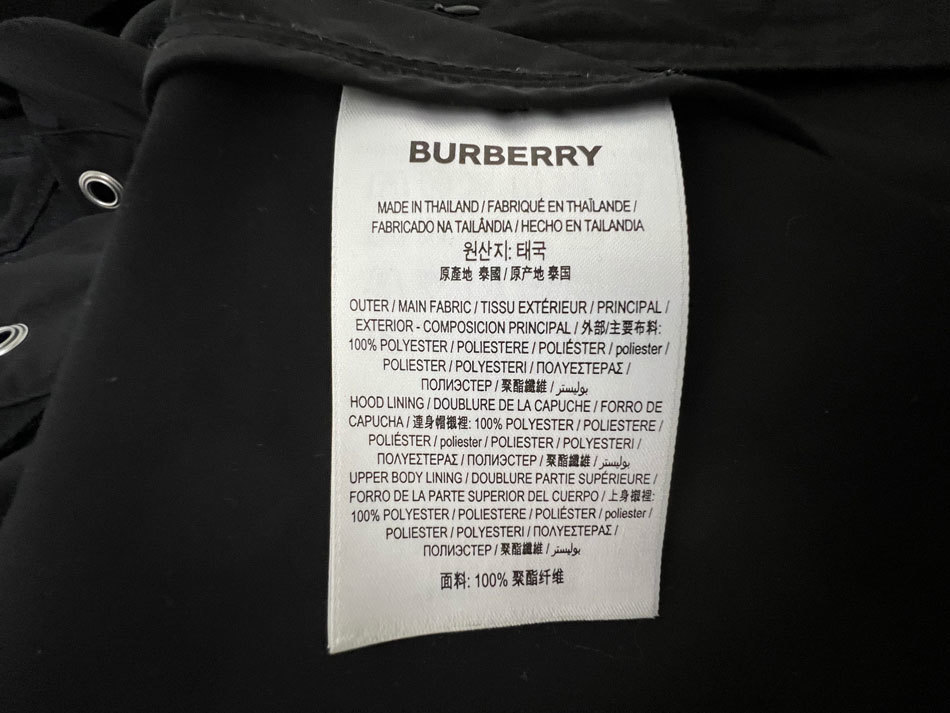 BURBERRY
MADE IN THAILAND / FABRIQUÉ EN THAÏLANDE /
FABRICADO NA TAILÂNDIA / HECHO EN TAILANDIA
원산지: 태국
原產地 泰國 / 原产地 泰国
OUTER / MAIN FABRIC / TISSU EXTÉRIEUR / PRINCIPAL /
EXTERIOR - COMPOSICION PRINCIPAL / 外部/主要布料:
100% POLYESTER / POLIESTERE / POLIÉSTER / poliester /
POLIESTER / POLYESTERI / ΠΟΛΥΕΣΤΕΡΑΣ /
ПОЛИЭСТЕР / 聚酯纖維 / بوليستر
HOOD LINING / DOUBLURE DE LA CAPUCHE / FORRO DE
CAPUCHA / 連身帽襯裡: 100% POLYESTER / POLIESTERE /
POLIÉSTER / poliester / POLIESTER / POLYESTERI /
ΠΟΛΥΕΣΤΕΡΑΣ / ПОЛИЭСТЕР / 聚酯纖維 / بوليستر
UPPER BODY LINING / DOUBLURE PARTIE SUPÉRIEURE /
FORRO DE LA PARTE SUPERIOR DEL CUERPO / 上身襯裡:
100% POLYESTER / POLIESTERE / POLIÉSTER / poliester /
POLIESTER / POLYESTERI / ΠΟΛΥΕΣΤΕΡΑΣ /
ПОЛИЭСТЕР / 聚酯纖維 / بوليستر
面料: 100% 聚酯纤维